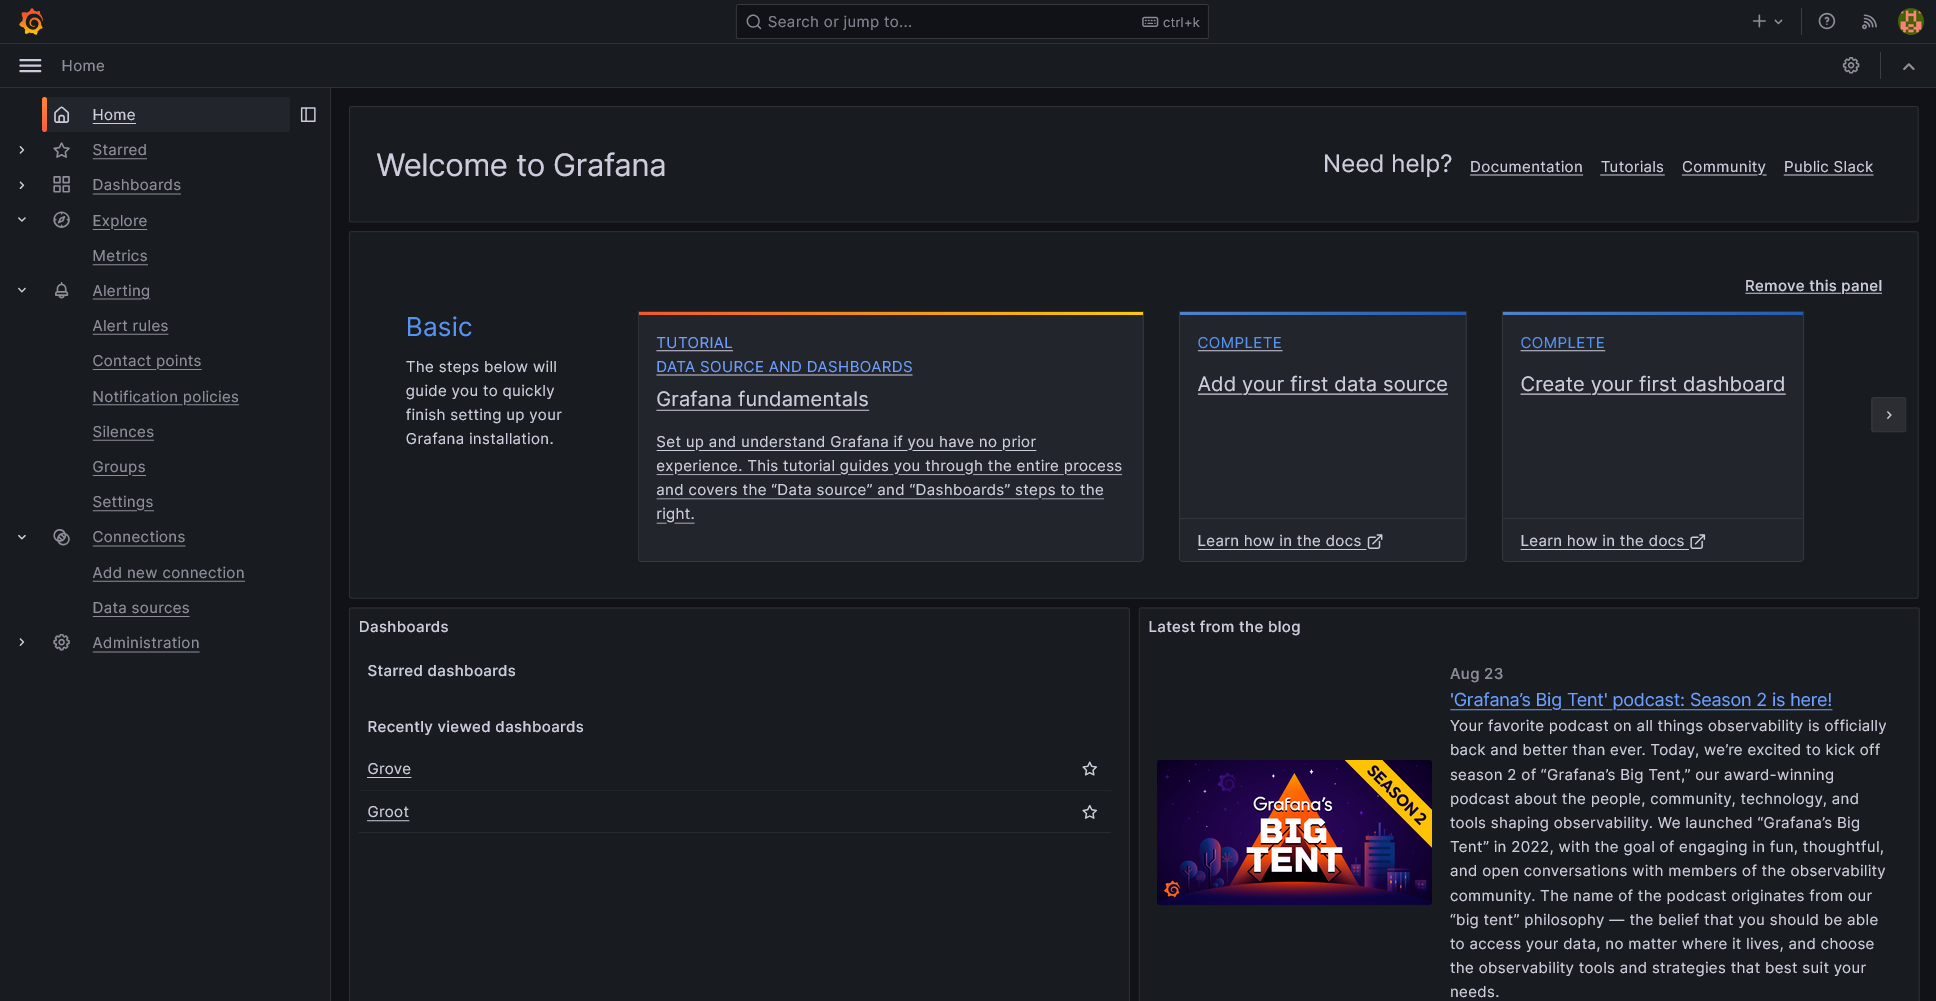 Search or jump to...
ctrl+k
Home
Home
Starred
Dashboards
Explore
Metrics
Alerting
Alert rules
Contact points
Notification policies
Silences
Groups
Settings
Connections
Add new connection
Data sources
Administration
Welcome to Grafana
Need help?
Documentation
Tutorials
Community
Public Slack
Remove this panel
Basic
The steps below will
guide you to quickly
finish setting up your
Grafana installation.
TUTORIAL
DATA SOURCE AND DASHBOARDS
Grafana fundamentals
Set up and understand Grafana if you have no prior
experience. This tutorial guides you through the entire process
and covers the “Data source” and “Dashboards” steps to the
right.
COMPLETE
Add your first data source
Learn how in the docs
COMPLETE
Create your first dashboard
Learn how in the docs
Dashboards
Starred dashboards
Recently viewed dashboards
Grove
Groot
Latest from the blog
Grafana's
BIG
TENT
SEASON 2
Aug 23
'Grafana’s Big Tent' podcast: Season 2 is here!
Your favorite podcast on all things observability is officially
back and better than ever. Today, we’re excited to kick off
season 2 of “Grafana’s Big Tent,” our award-winning
podcast about the people, community, technology, and
tools shaping observability. We launched “Grafana’s Big
Tent” in 2022, with the goal of engaging in fun, thoughtful,
and open conversations with members of the observability
community. The name of the podcast originates from our
“big tent” philosophy — the belief that you should be able
to access your data, no matter where it lives, and choose
the observability tools and strategies that best suit your
needs.